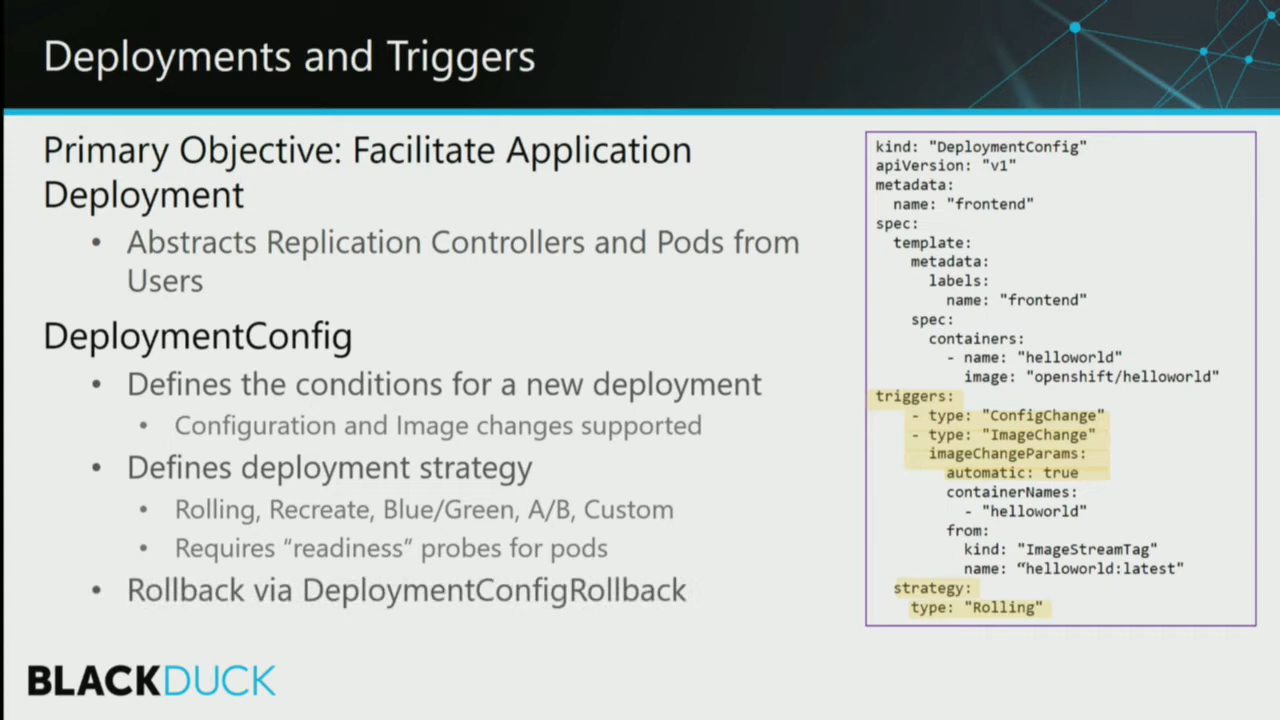 Deployments and Triggers
Primary Objective: Facilitate Application
Deployment
• Abstracts Replication Controllers and Pods from
Users
DeploymentConfig
• Defines the conditions for a new deployment
• Configuration and Image changes supported
• Defines deployment strategy
• Rolling, Recreate, Blue/Green, A/B, Custom
• Requires “readiness” probes for pods
• Rollback via DeploymentConfigRollback
kind: "DeploymentConfig"
apiVersion: "v1"
metadata:
  name: "frontend"
spec:
  template:
    metadata:
      labels:
        name: "frontend"
    spec:
      containers:
        - name: "helloworld"
          image: "openshift/helloworld"
triggers:
    - type: "ConfigChange"
    - type: "ImageChange"
      imageChangeParams:
        automatic: true
        containerNames:
          - "helloworld"
        from:
          kind: "ImageStreamTag"
          name: “helloworld:latest"
  strategy:
    type: "Rolling"
BLACKDUCK